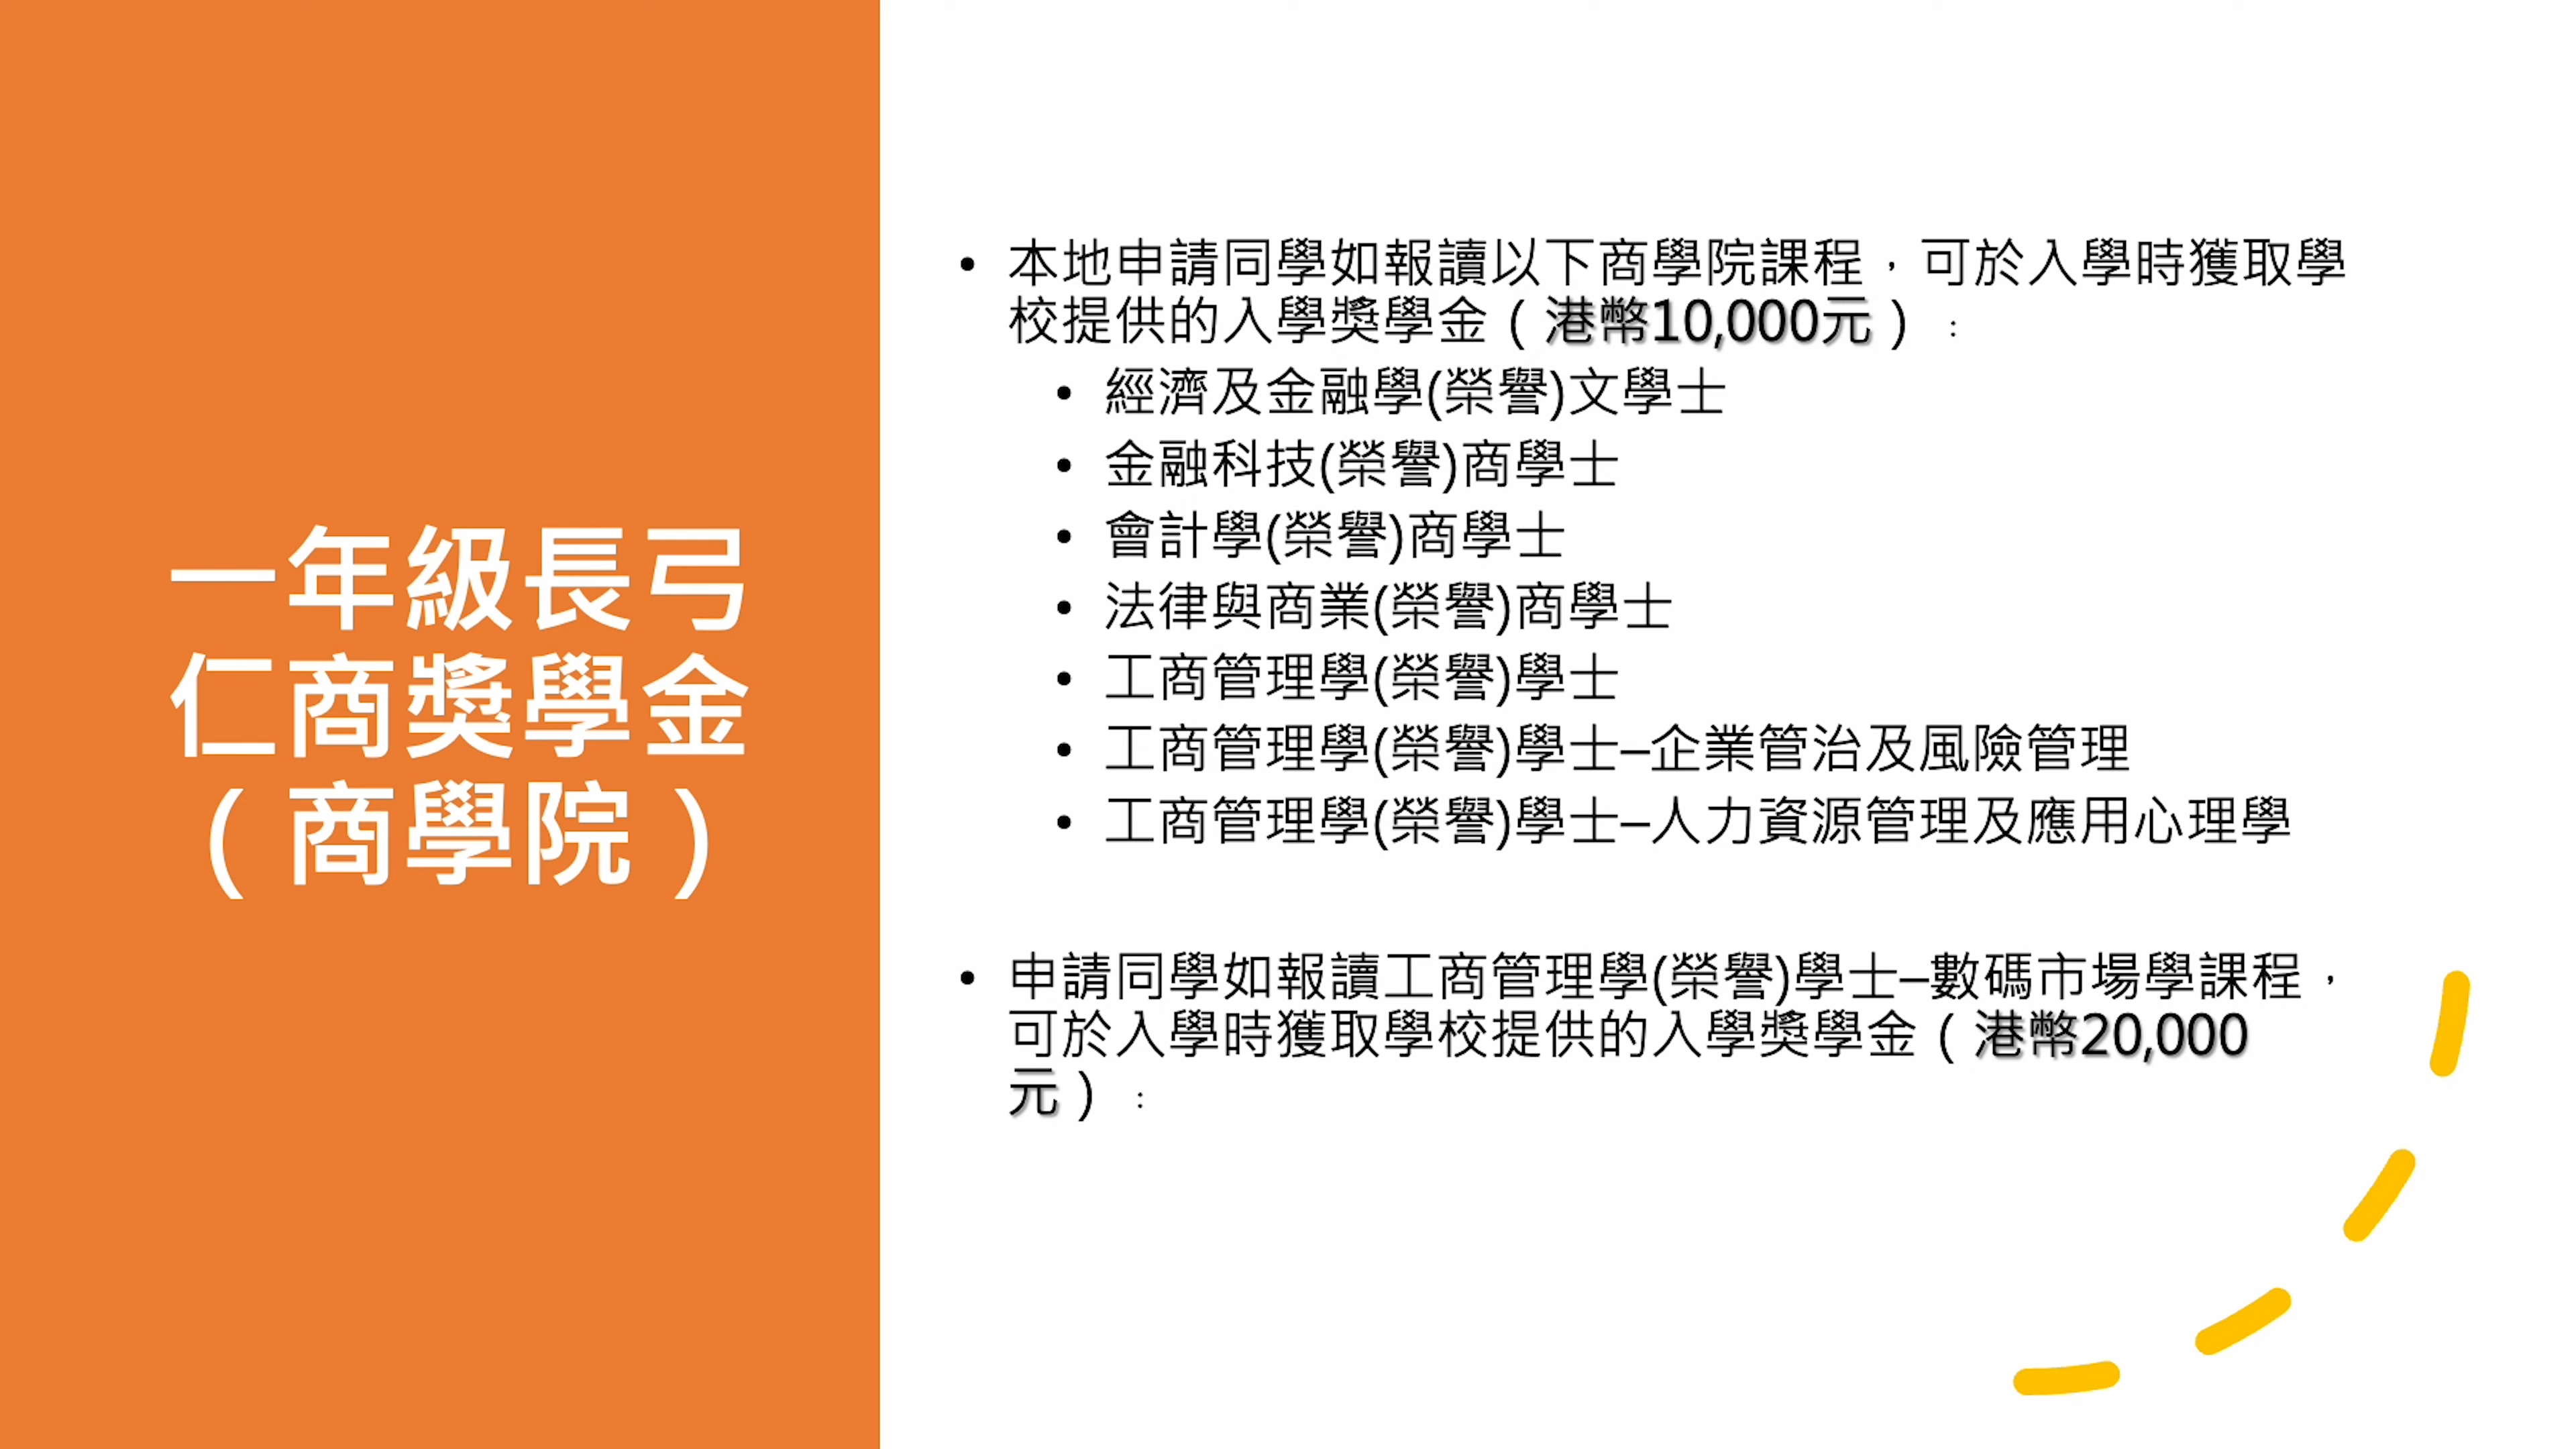 一年級長弓
仁商獎學金
（商學院）
• 本地申請同學如報讀以下商學院課程，可於入學時獲取學
校提供的入學獎學金（港幣10,000元）：
• 經濟及金融學(榮譽)文學士
• 金融科技(榮譽)商學士
• 會計學(榮譽)商學士
• 法律與商業(榮譽)商學士
• 工商管理學(榮譽)學士
• 工商管理學(榮譽)學士–企業管治及風險管理
• 工商管理學(榮譽)學士–人力資源管理及應用心理學
• 申請同學如報讀工商管理學(榮譽)學士–數碼市場學課程，
可於入學時獲取學校提供的入學獎學金（港幣20,000
元）：